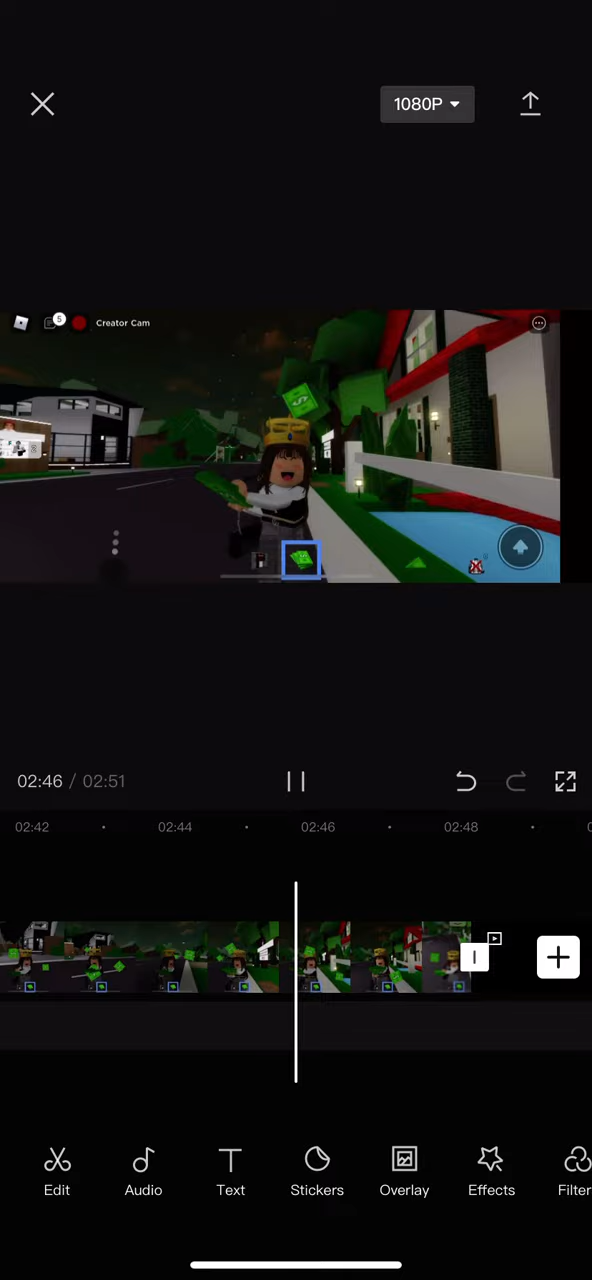 1080P
5
Creator Cam
02:46 / 02:51
02:42
02:44
02:46
02:48
Edit
Audio
Text
Stickers
Overlay
Effects
Filter